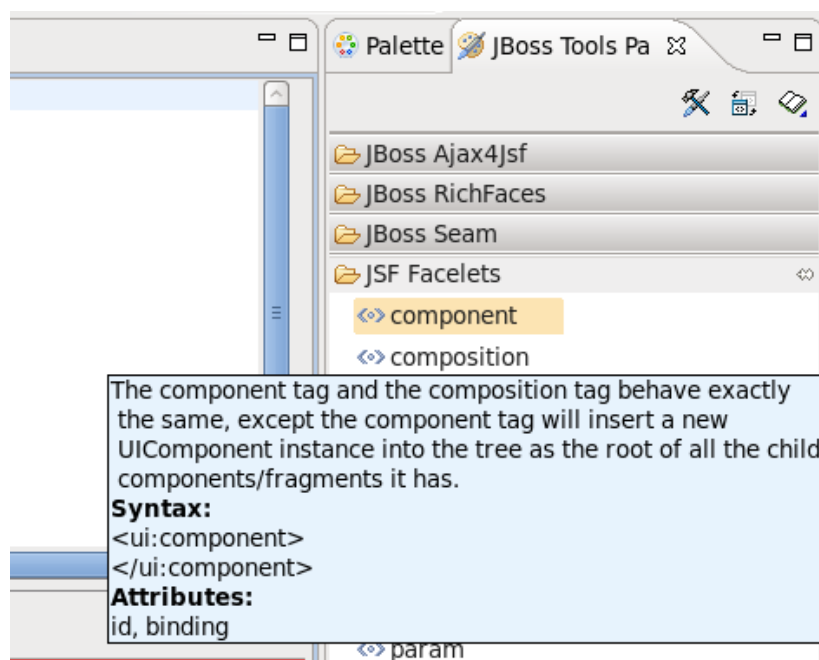 Palette JBoss Tools Pa
JBoss Ajax4Jsf
JBoss RichFaces
JBoss Seam
JSF Facelets
component
composition
The component tag and the composition tag behave exactly
the same, except the component tag will insert a new
UIComponent instance into the tree as the root of all the child
components/fragments it has.
Syntax:
<ui:component>
</ui:component>
Attributes:
id, binding
param